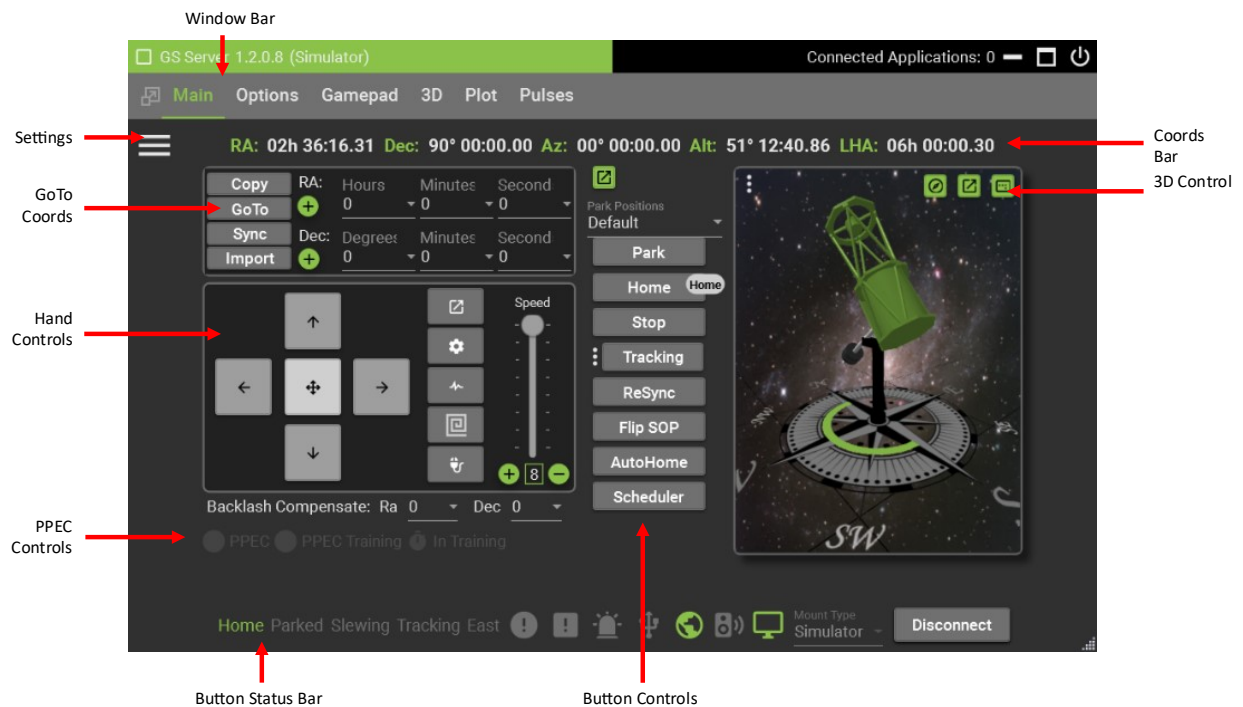 Window Bar
GS Server 1.2.0.8 (Simulator)
Connected Applications: 0
Main Options Gamepad 3D Plot Pulses
Settings
RA: 02h 36:16.31 Dec: 90° 00:00.00 Az: 00° 00:00.00 Alt: 51° 12:40.86 LHA: 06h 00:00.30
Coords
Bar
3D Control
GoTo
Coords
Copy
GoTo
Sync
Import
RA:
Hours Minutes Second
0 0 0
Dec:
Degrees Minutes Second
0 0 0
Park Positions
Default
Park
Home Home
Stop
Tracking
ReSync
Flip SOP
AutoHome
Scheduler
Hand
Controls
Speed
8
Backlash Compensate: Ra 0 Dec 0
PPEC
Controls
PPEC PPEC Training In Training
SW
Home Parked Slewing Tracking East
Mount Type
Simulator
Disconnect
Button Status Bar
Button Controls